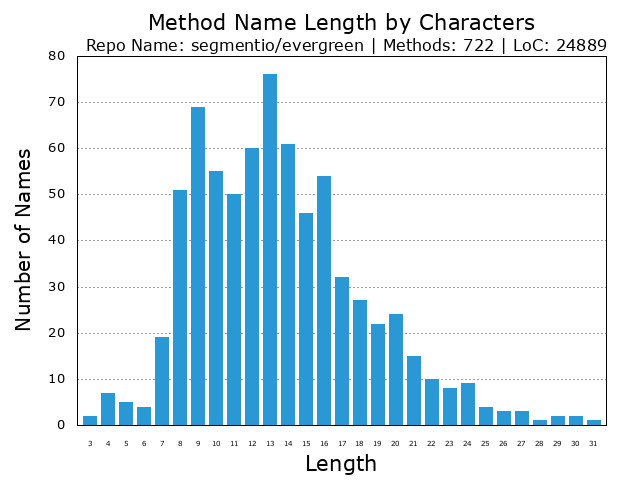 Method Name Length by Characters
Repo Name: segmentio/evergreen | Methods: 722 | LoC: 24889
80
70
60
50
40
30
20
10
0
Number of Names
3 4 5 6 7 8 9 10 11 12 13 14 15 16 17 18 19 20 21 22 23 24 25 26 27 28 29 30 31
Length